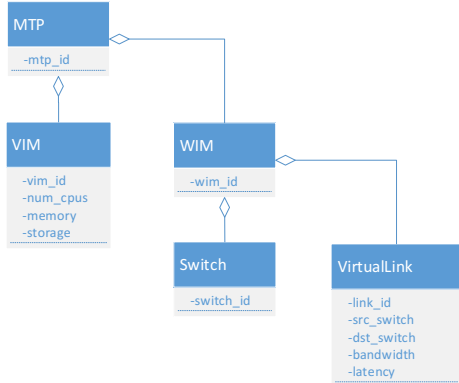 MTP
-mtp_id
VIM
-vim_id
-num_cpus
-memory
-storage
WIM
-wim_id
Switch
-switch_id
VirtualLink
-link_id
-src_switch
-dst_switch
-bandwidth
-latency